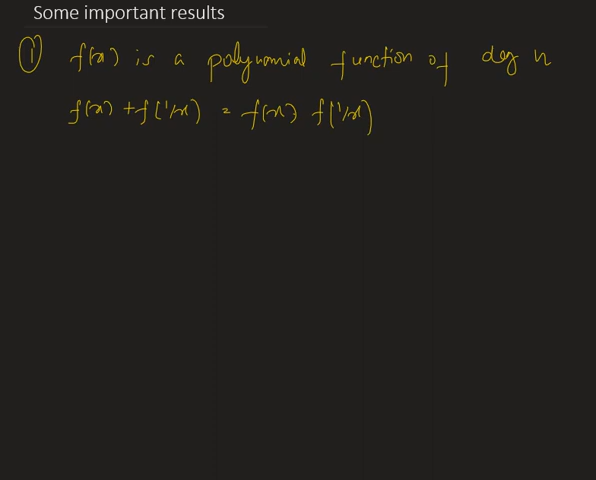 Some important results
① f(x) is a polynomial function of deg n
f(x) + f(1/x) = f(x) f(1/x)